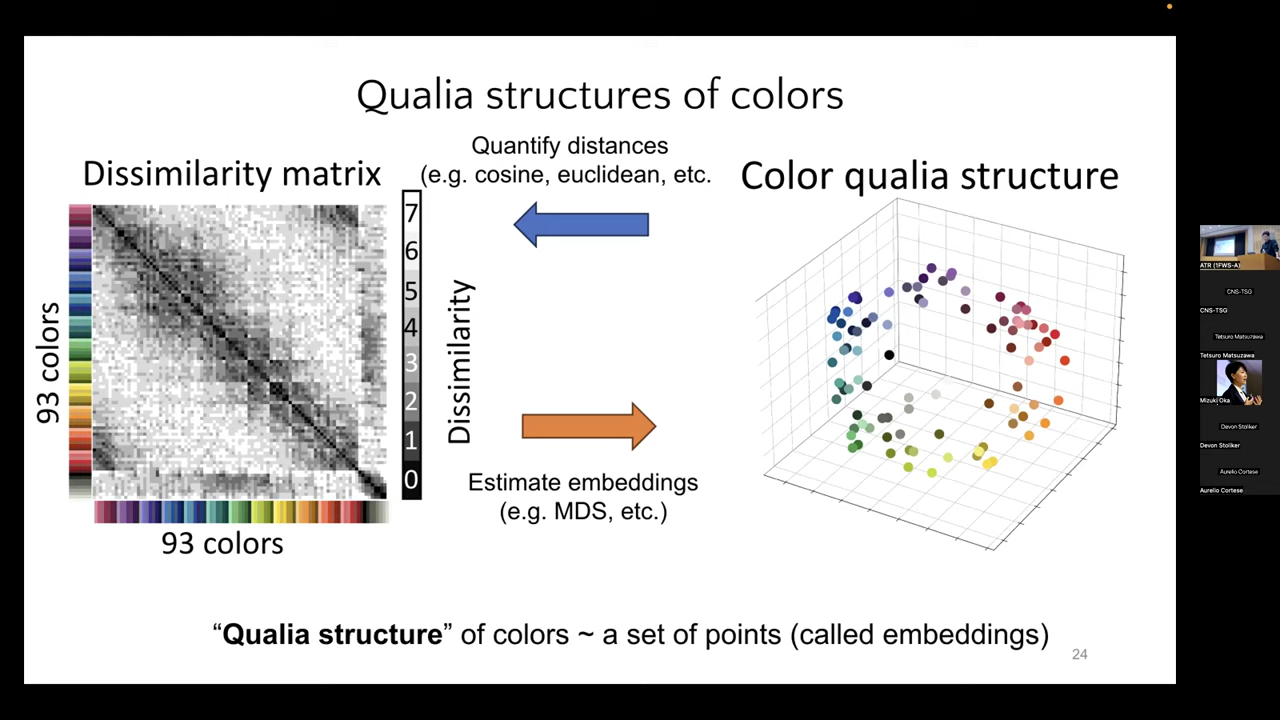 Qualia structures of colors
Dissimilarity matrix
93 colors
93 colors
7
6
5
4
3
2
1
0
Dissimilarity
Quantify distances
(e.g. cosine, euclidean, etc.
Estimate embeddings
(e.g. MDS, etc.)
Color qualia structure
“Qualia structure” of colors ~ a set of points (called embeddings)
24
ATR (1FWS-A)
CNS-TSG
CNS-TSG
Tetsuro Matsuzawa
Tetsuro Matsuzawa
Mizuki Oka
Devon Stoliker
Devon Stoliker
Aurelio Cortese
Aurelio Cortese